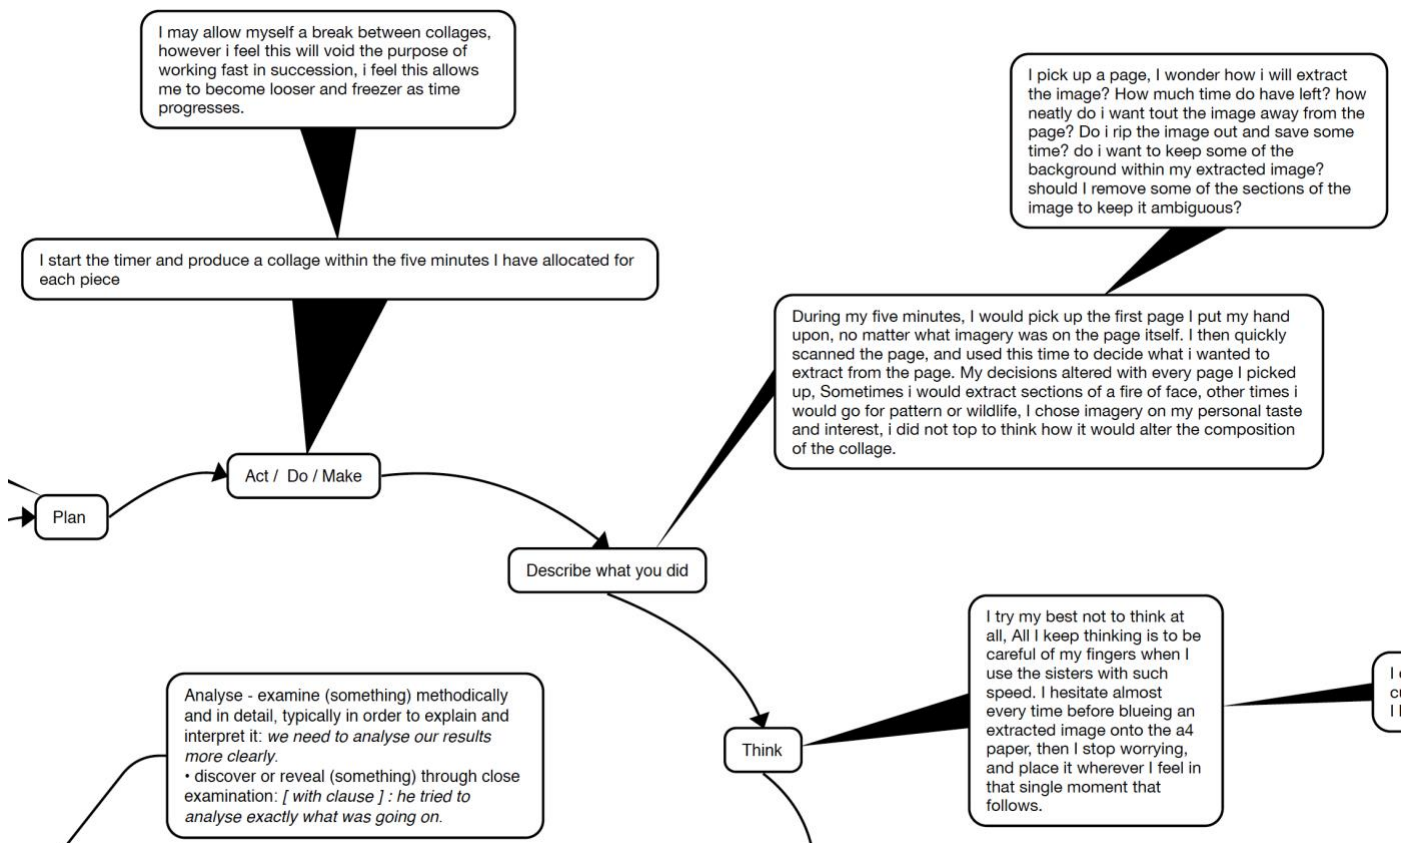 I may allow myself a break between collages,
however i feel this will void the purpose of
working fast in succession, i feel this allows
me to become looser and freezer as time
progresses.
I pick up a page, I wonder how i will extract
the image? How much time do have left? how
neatly do i want tout the image away from the
page? Do i rip the image out and save some
time? do i want to keep some of the
background within my extracted image?
should I remove some of the sections of the
image to keep it ambiguous?
I start the timer and produce a collage within the five minutes I have allocated for
each piece
During my five minutes, I would pick up the first page I put my hand
upon, no matter what imagery was on the page itself. I then quickly
scanned the page, and used this time to decide what i wanted to
extract from the page. My decisions altered with every page I picked
up, Sometimes i would extract sections of a fire of face, other times i
would go for pattern or wildlife, I chose imagery on my personal taste
and interest, i did not top to think how it would alter the composition
of the collage.
Act / Do / Make
Plan
Describe what you did
I try my best not to think at
all, All I keep thinking is to be
careful of my fingers when I
use the sisters with such
speed. I hesitate almost
every time before blueing an
extracted image onto the a4
paper, then I stop worrying,
and place it wherever I feel in
that single moment that
follows.
Think
Analyse - examine (something) methodically
and in detail, typically in order to explain and
interpret it: we need to analyse our results
more clearly.
• discover or reveal (something) through close
examination: [ with clause ] : he tried to
analyse exactly what was going on.